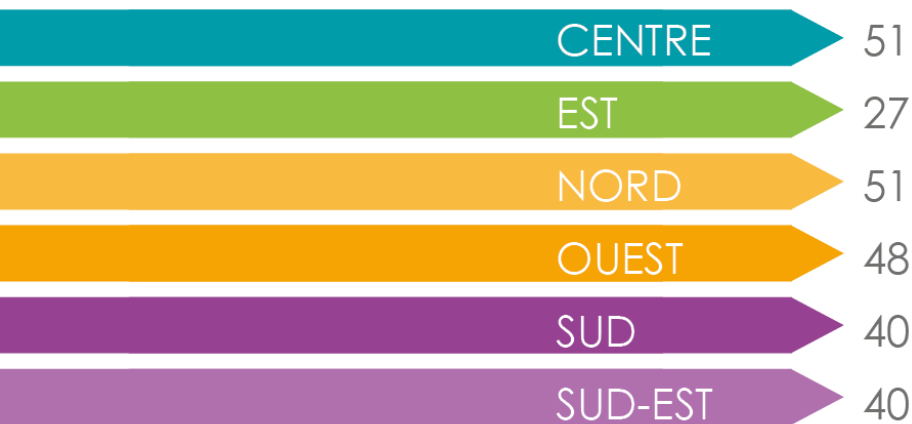 CENTRE 51
EST 27
NORD 51
OUEST 48
SUD 40
SUD-EST 40